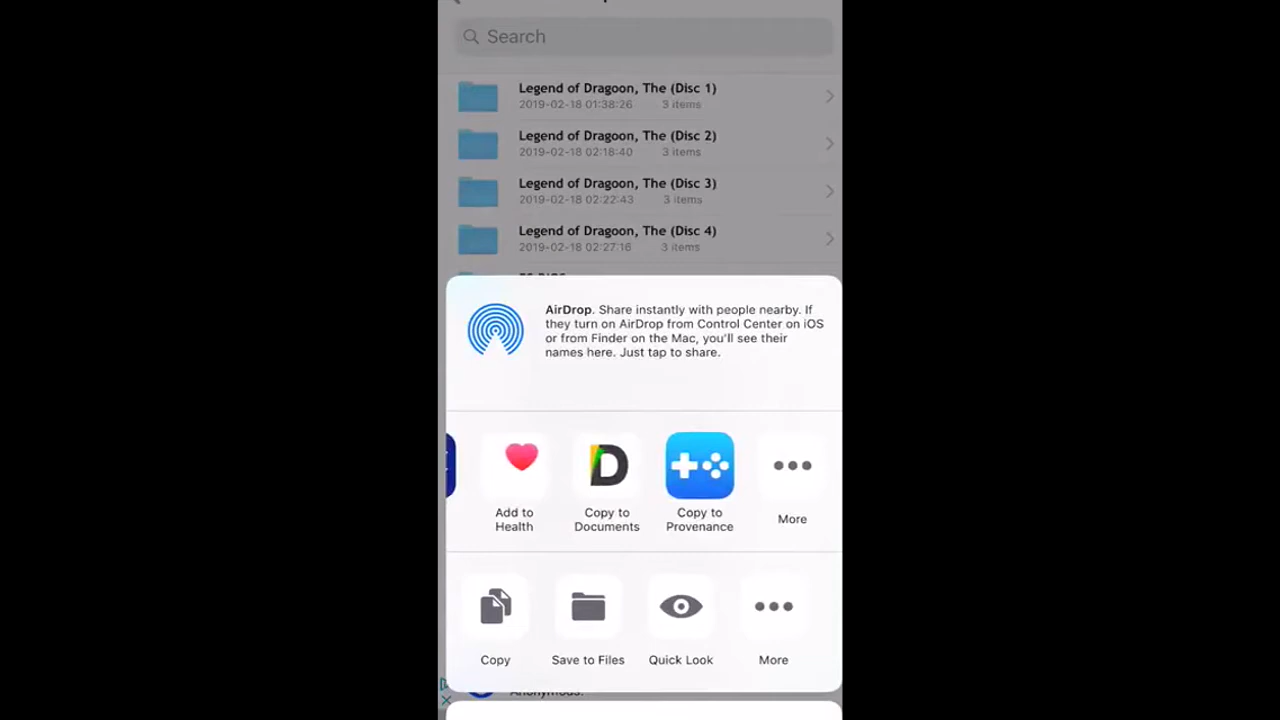 Search
Legend of Dragoon, The (Disc 1)
2019-02-18 01:38:26 3 items
Legend of Dragoon, The (Disc 2)
2019-02-18 02:18:40 3 items
Legend of Dragoon, The (Disc 3)
2019-02-18 02:22:43 3 items
Legend of Dragoon, The (Disc 4)
2019-02-18 02:27:16 3 items
AirDrop. Share instantly with people nearby. If
they turn on AirDrop from Control Center on iOS
or from Finder on the Mac, you'll see their
names here. Just tap to share.
Add to
Health
Copy to
Documents
Copy to
Provenance
More
Copy
Save to Files
Quick Look
More